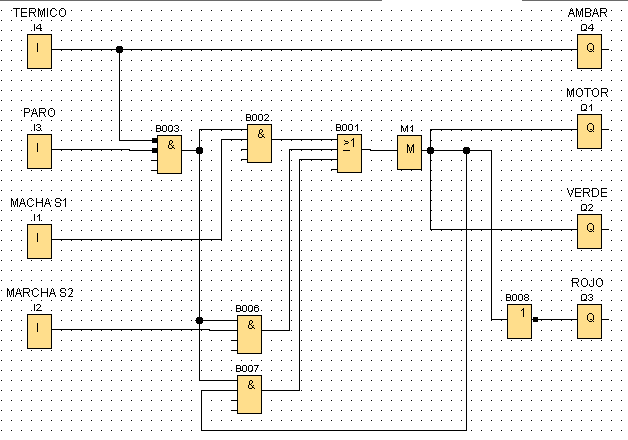 TERMICO
I4
I
AMBAR
Q4
Q
PARO
I3
I
B003
&
B002
&
B001
≥1
M1
M
MOTOR
Q1
Q
MACHA S1
I1
I
VERDE
Q2
Q
MARCHA S2
I2
I
B006
&
B007
&
B008
1
ROJO
Q3
Q